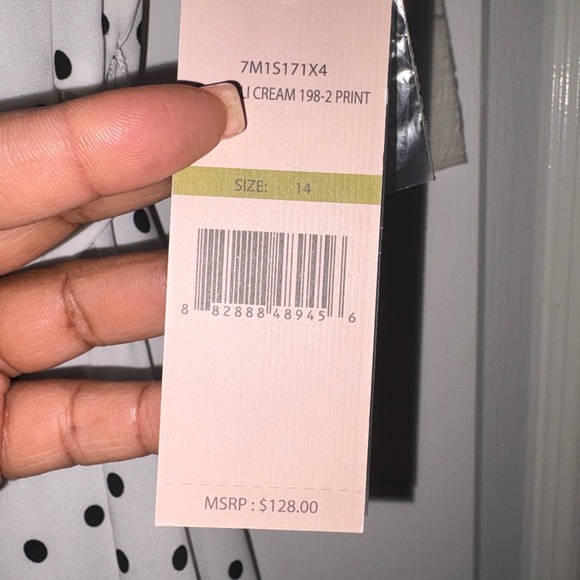 7M1S171X4
LI CREAM 198-2 PRINT
SIZE: 14
8 82888 48945 6
MSRP : $128.00